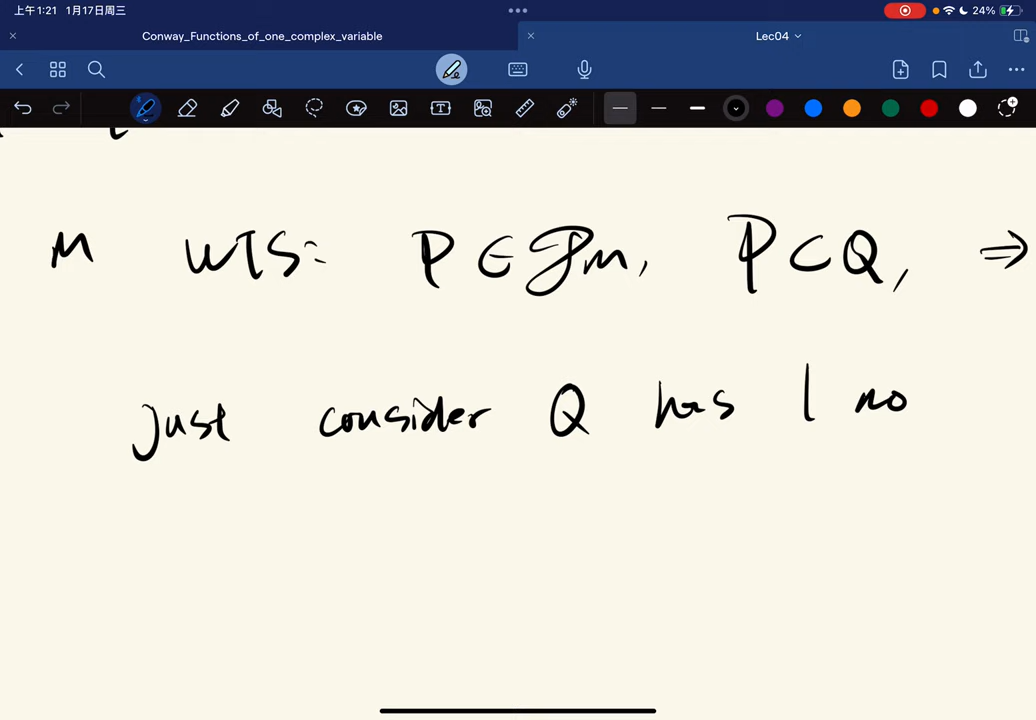 上午1:21 1月17日周三 24%
Conway_Functions_of_one_complex_variable Lec04
M WTS: P ∈ 𝒫m, P ⊂ Q, ⇒
just consider Q has 1 no